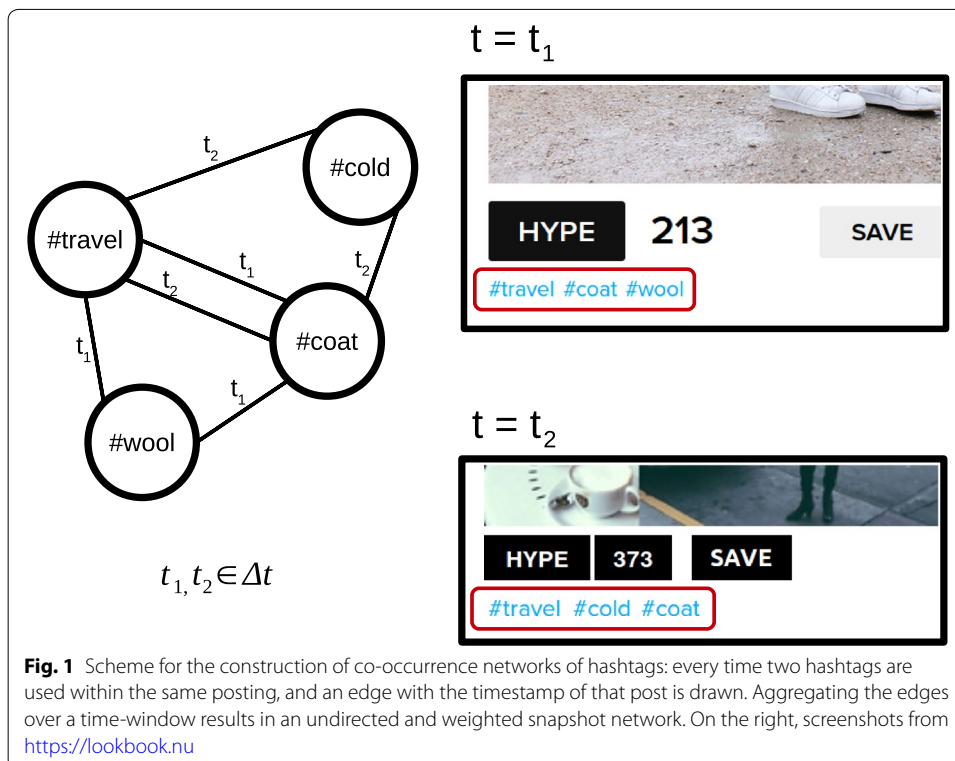 t = t1
t2
#cold
#travel
t1
t2
t2
#coat
t1
t1
#wool
t1, t2 ∈ Δt
HYPE 213 SAVE
#travel #coat #wool
t = t2
HYPE 373 SAVE
#travel #cold #coat
Fig. 1 Scheme for the construction of co-occurrence networks of hashtags: every time two hashtags are
used within the same posting, and an edge with the timestamp of that post is drawn. Aggregating the edges
over a time-window results in an undirected and weighted snapshot network. On the right, screenshots from
https://lookbook.nu